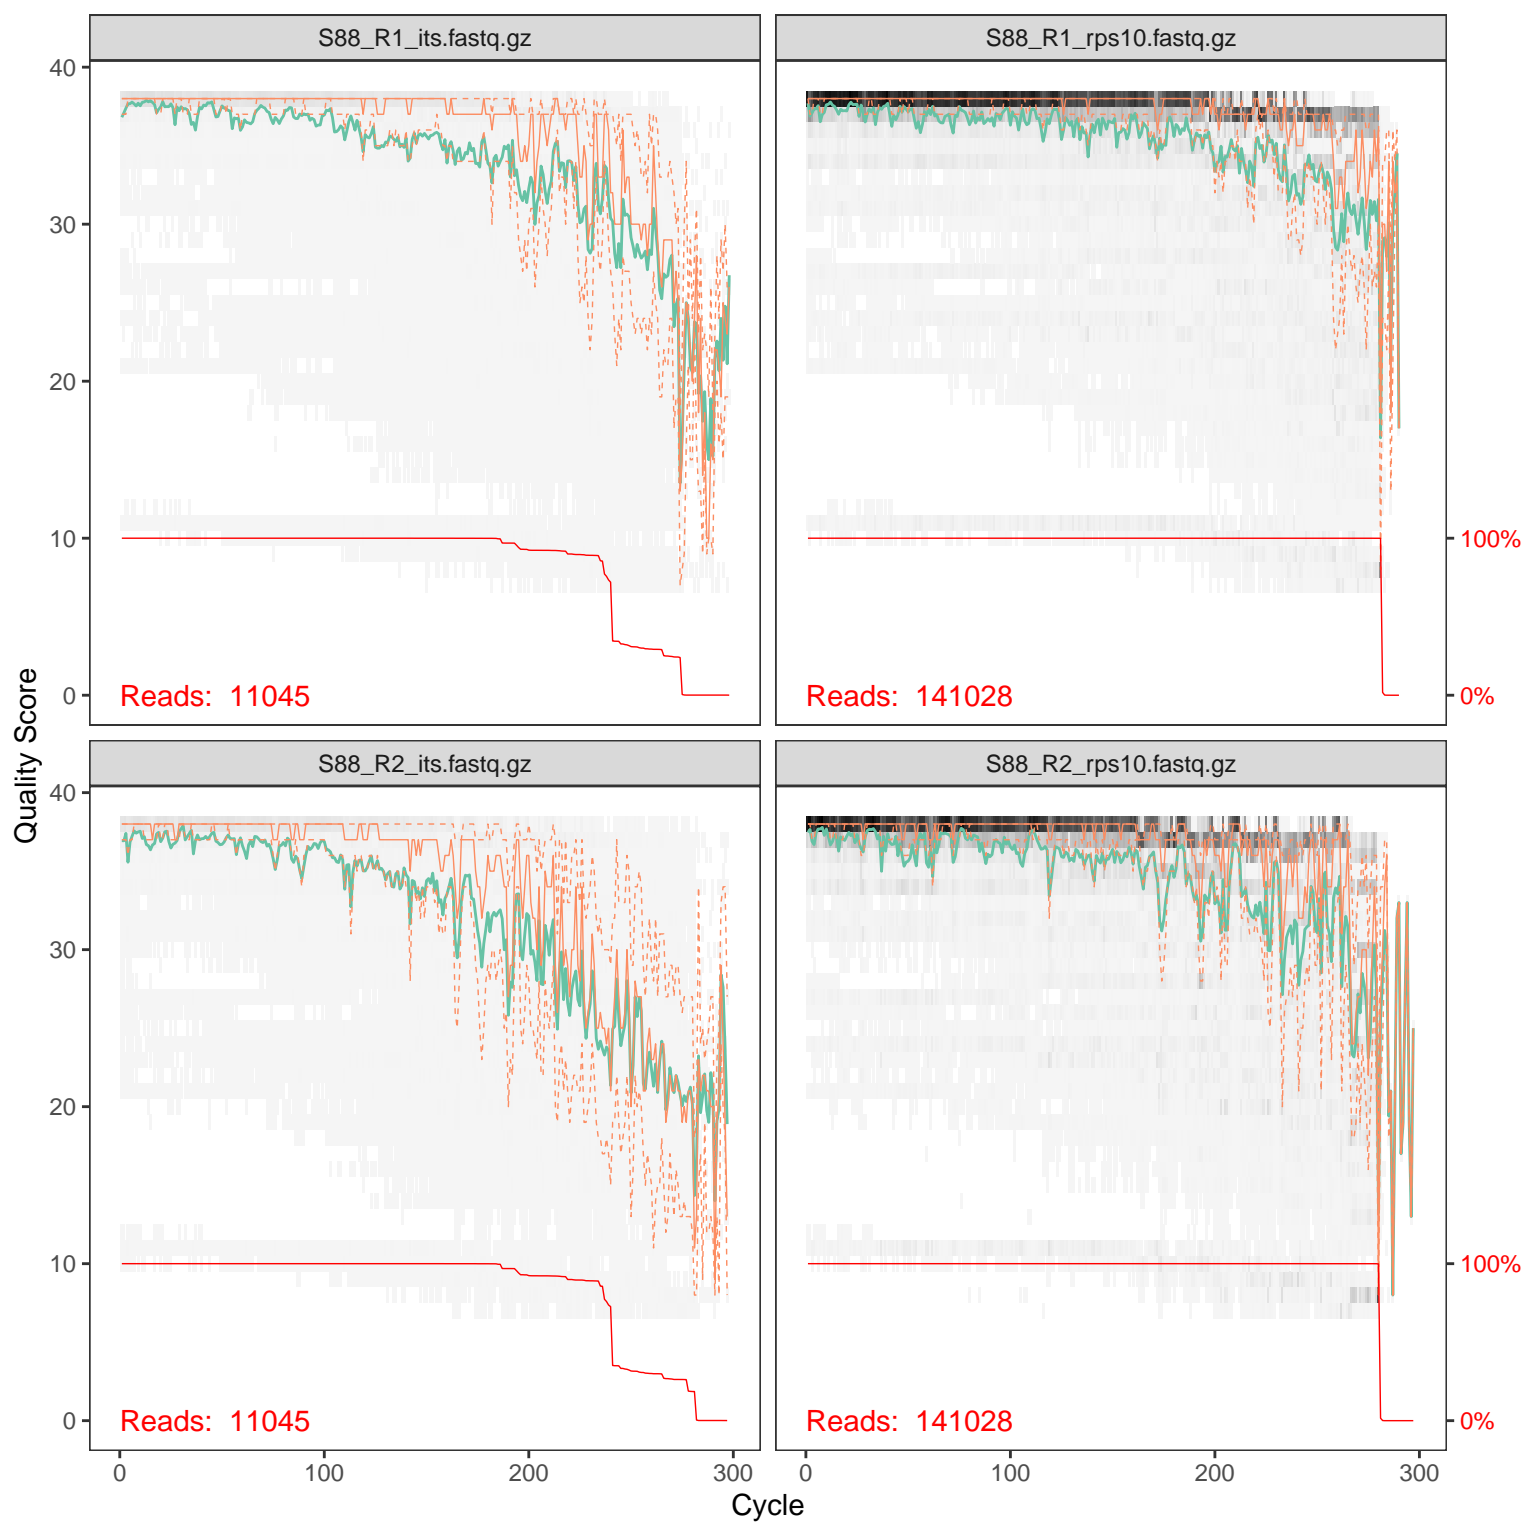 S88_R1_its.fastq.gz
S88_R1_rps10.fastq.gz
40
30
20
10
0
100%
0%
Reads: 11045
Reads: 141028
Quality Score
S88_R2_its.fastq.gz
S88_R2_rps10.fastq.gz
40
30
20
10
0
100%
0%
Reads: 11045
Reads: 141028
0 100 200 300
0 100 200 300
Cycle